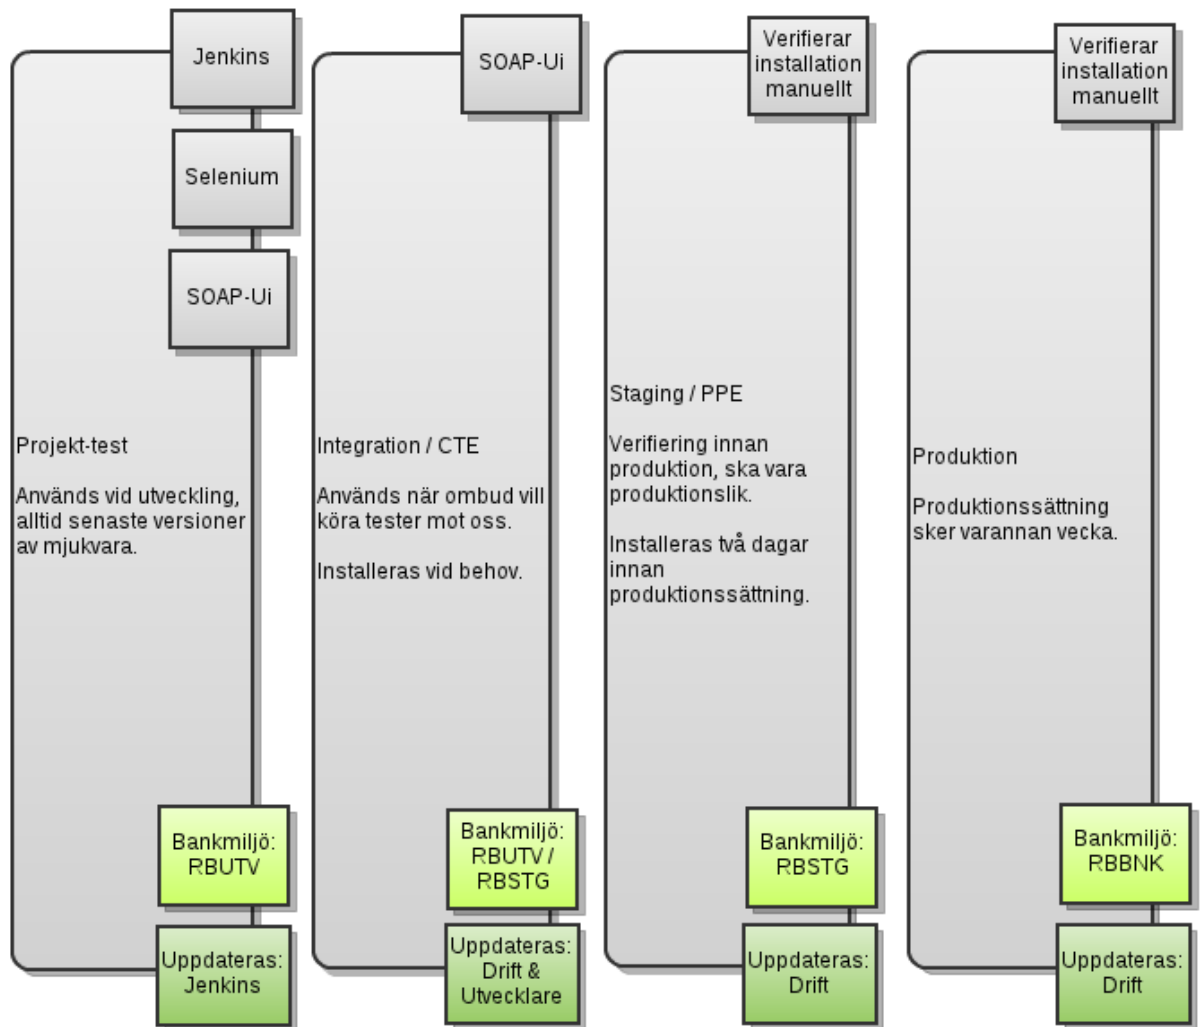 Jenkins
Selenium
SOAP-Ui
Projekt-test
Används vid utveckling,
alltid senaste versioner
av mjukvara.
Bankmiljö:
RBUTV
Uppdateras:
Jenkins
SOAP-Ui
Integration / CTE
Används när ombud vill
köra tester mot oss.
Installeras vid behov.
Bankmiljö:
RBUTV /
RBSTG
Uppdateras:
Drift &
Utvecklare
Verifierar
installation
manuellt
Staging / PPE
Verifiering innan
produktion, ska vara
produktionslik.
Installeras två dagar
innan
produktionssättning.
Bankmiljö:
RBSTG
Uppdateras:
Drift
Verifierar
installation
manuellt
Produktion
Produktionssättning
sker varannan vecka.
Bankmiljö:
RBBNK
Uppdateras:
Drift